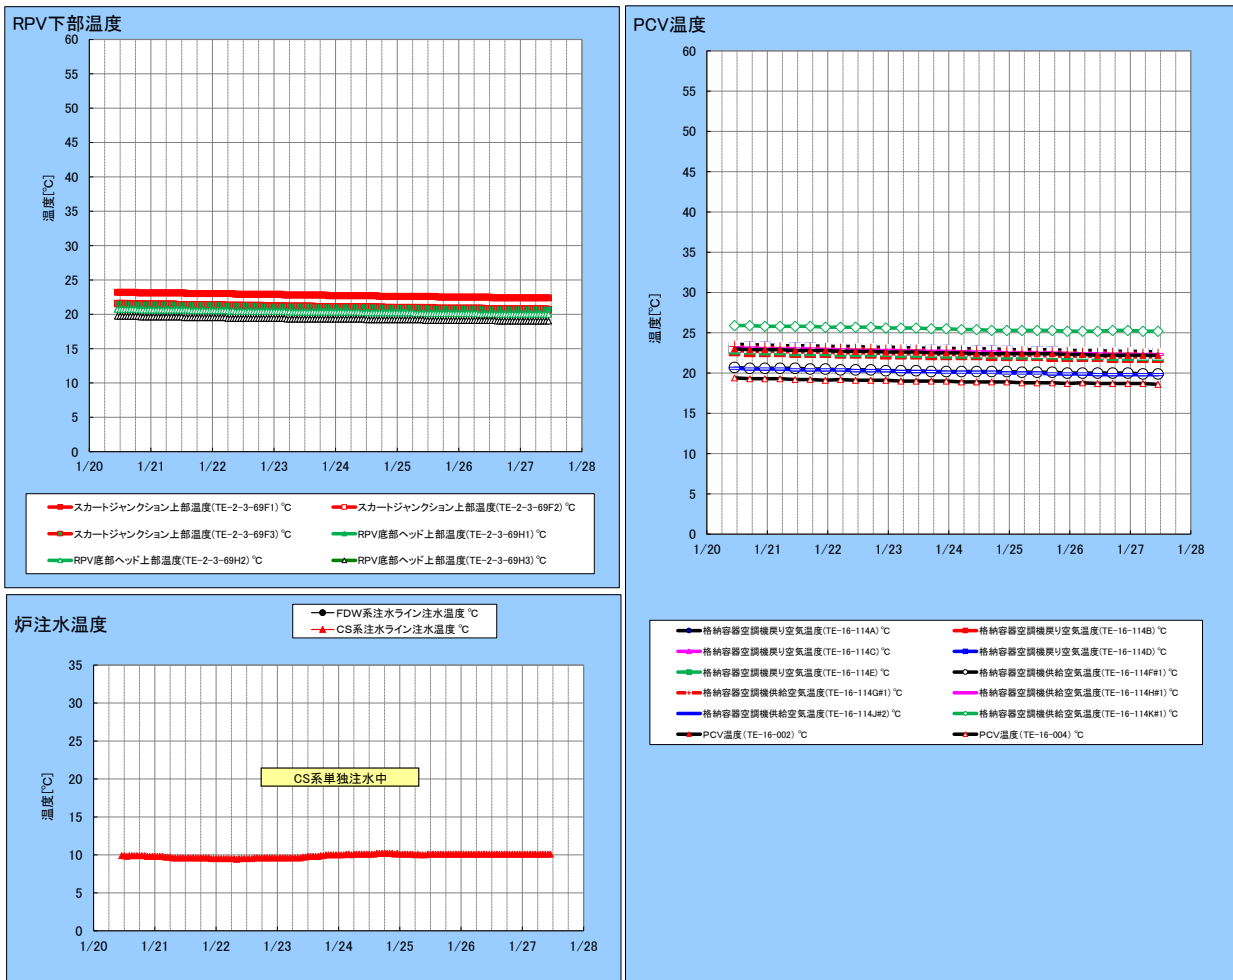 RPV下部温度
60
55
50
45
40
35
30
25
20
15
10
5
0
温度[℃]
1/20 1/21 1/22 1/23 1/24 1/25 1/26 1/27 1/28
スカートジャンクション上部温度(TE-2-3-69F1)℃ スカートジャンクション上部温度(TE-2-3-69F2)℃
スカートジャンクション上部温度(TE-2-3-69F3)℃ RPV底部ヘッド上部温度(TE-2-3-69H1)℃
RPV底部ヘッド上部温度(TE-2-3-69H2)℃ RPV底部ヘッド上部温度(TE-2-3-69H3)℃
炉注水温度
FDW系注水ライン注水温度 ℃
CS系注水ライン注水温度 ℃
35
30
25
20
15
10
5
0
温度[℃]
CS系単独注水中
1/20 1/21 1/22 1/23 1/24 1/25 1/26 1/27 1/28
PCV温度
60
55
50
45
40
35
30
25
20
15
10
5
0
温度[℃]
1/20 1/21 1/22 1/23 1/24 1/25 1/26 1/27 1/28
格納容器空調機戻り空気温度(TE-16-114A)℃ 格納容器空調機戻り空気温度(TE-16-114B)℃
格納容器空調機戻り空気温度(TE-16-114C)℃ 格納容器空調機戻り空気温度(TE-16-114D)℃
格納容器空調機戻り空気温度(TE-16-114E)℃ 格納容器空調機供給空気温度(TE-16-114F#1)℃
格納容器空調機供給空気温度(TE-16-114G#1)℃ 格納容器空調機供給空気温度(TE-16-114H#1)℃
格納容器空調機供給空気温度(TE-16-114J#2)℃ 格納容器空調機供給空気温度(TE-16-114K#1)℃
PCV温度(TE-16-002) ℃ PCV温度(TE-16-004) ℃